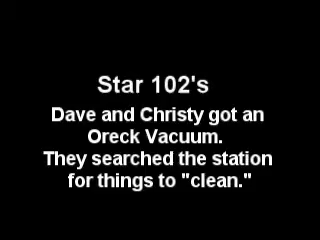 Star 102's
Dave and Christy got an
Oreck Vacuum.
They searched the station
for things to "clean."